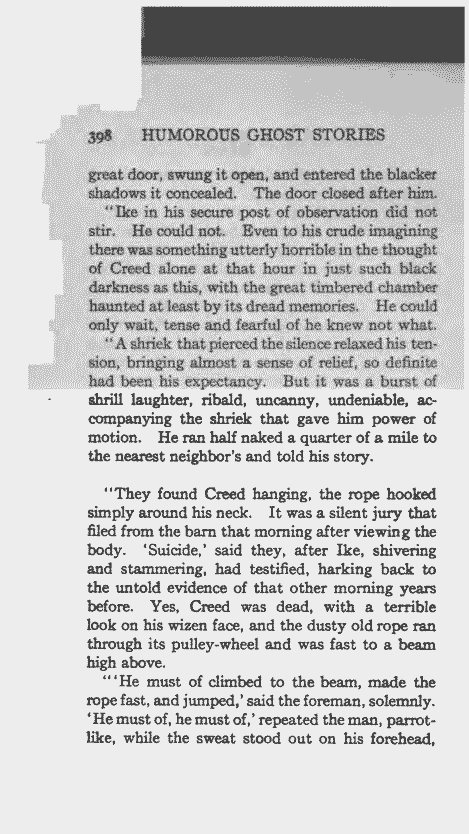 398 HUMOROUS GHOST STORIES
great door, swung it open, and entered the blacker
shadows it concealed. The door closed after him.
"Ike in his secure post of observation did not
stir. He could not. Even to his crude imagining
there was something utterly horrible in the thought
of Creed alone at that hour in just such black
darkness as this, with the great timbered chamber
haunted at least by its dread memories. He could
only wait, tense and fearful of he knew not what.
"A shriek that pierced the silence relaxed his ten-
sion, bringing almost a sense of relief, so definite
had been his expectancy. But it was a burst of
shrill laughter, ribald, uncanny, undeniable, ac-
companying the shriek that gave him power of
motion. He ran half naked a quarter of a mile to
the nearest neighbor's and told his story.
"They found Creed hanging, the rope hooked
simply around his neck. It was a silent jury that
filed from the barn that morning after viewing the
body. 'Suicide,' said they, after Ike, shivering
and stammering, had testified, harking back to
the untold evidence of that other morning years
before. Yes, Creed was dead, with a terrible
look on his wizen face, and the dusty old rope ran
through its pulley-wheel and was fast to a beam
high above.
"'He must of climbed to the beam, made the
rope fast, and jumped,' said the foreman, solemnly.
'He must of, he must of,' repeated the man, parrot-
like, while the sweat stood out on his forehead,